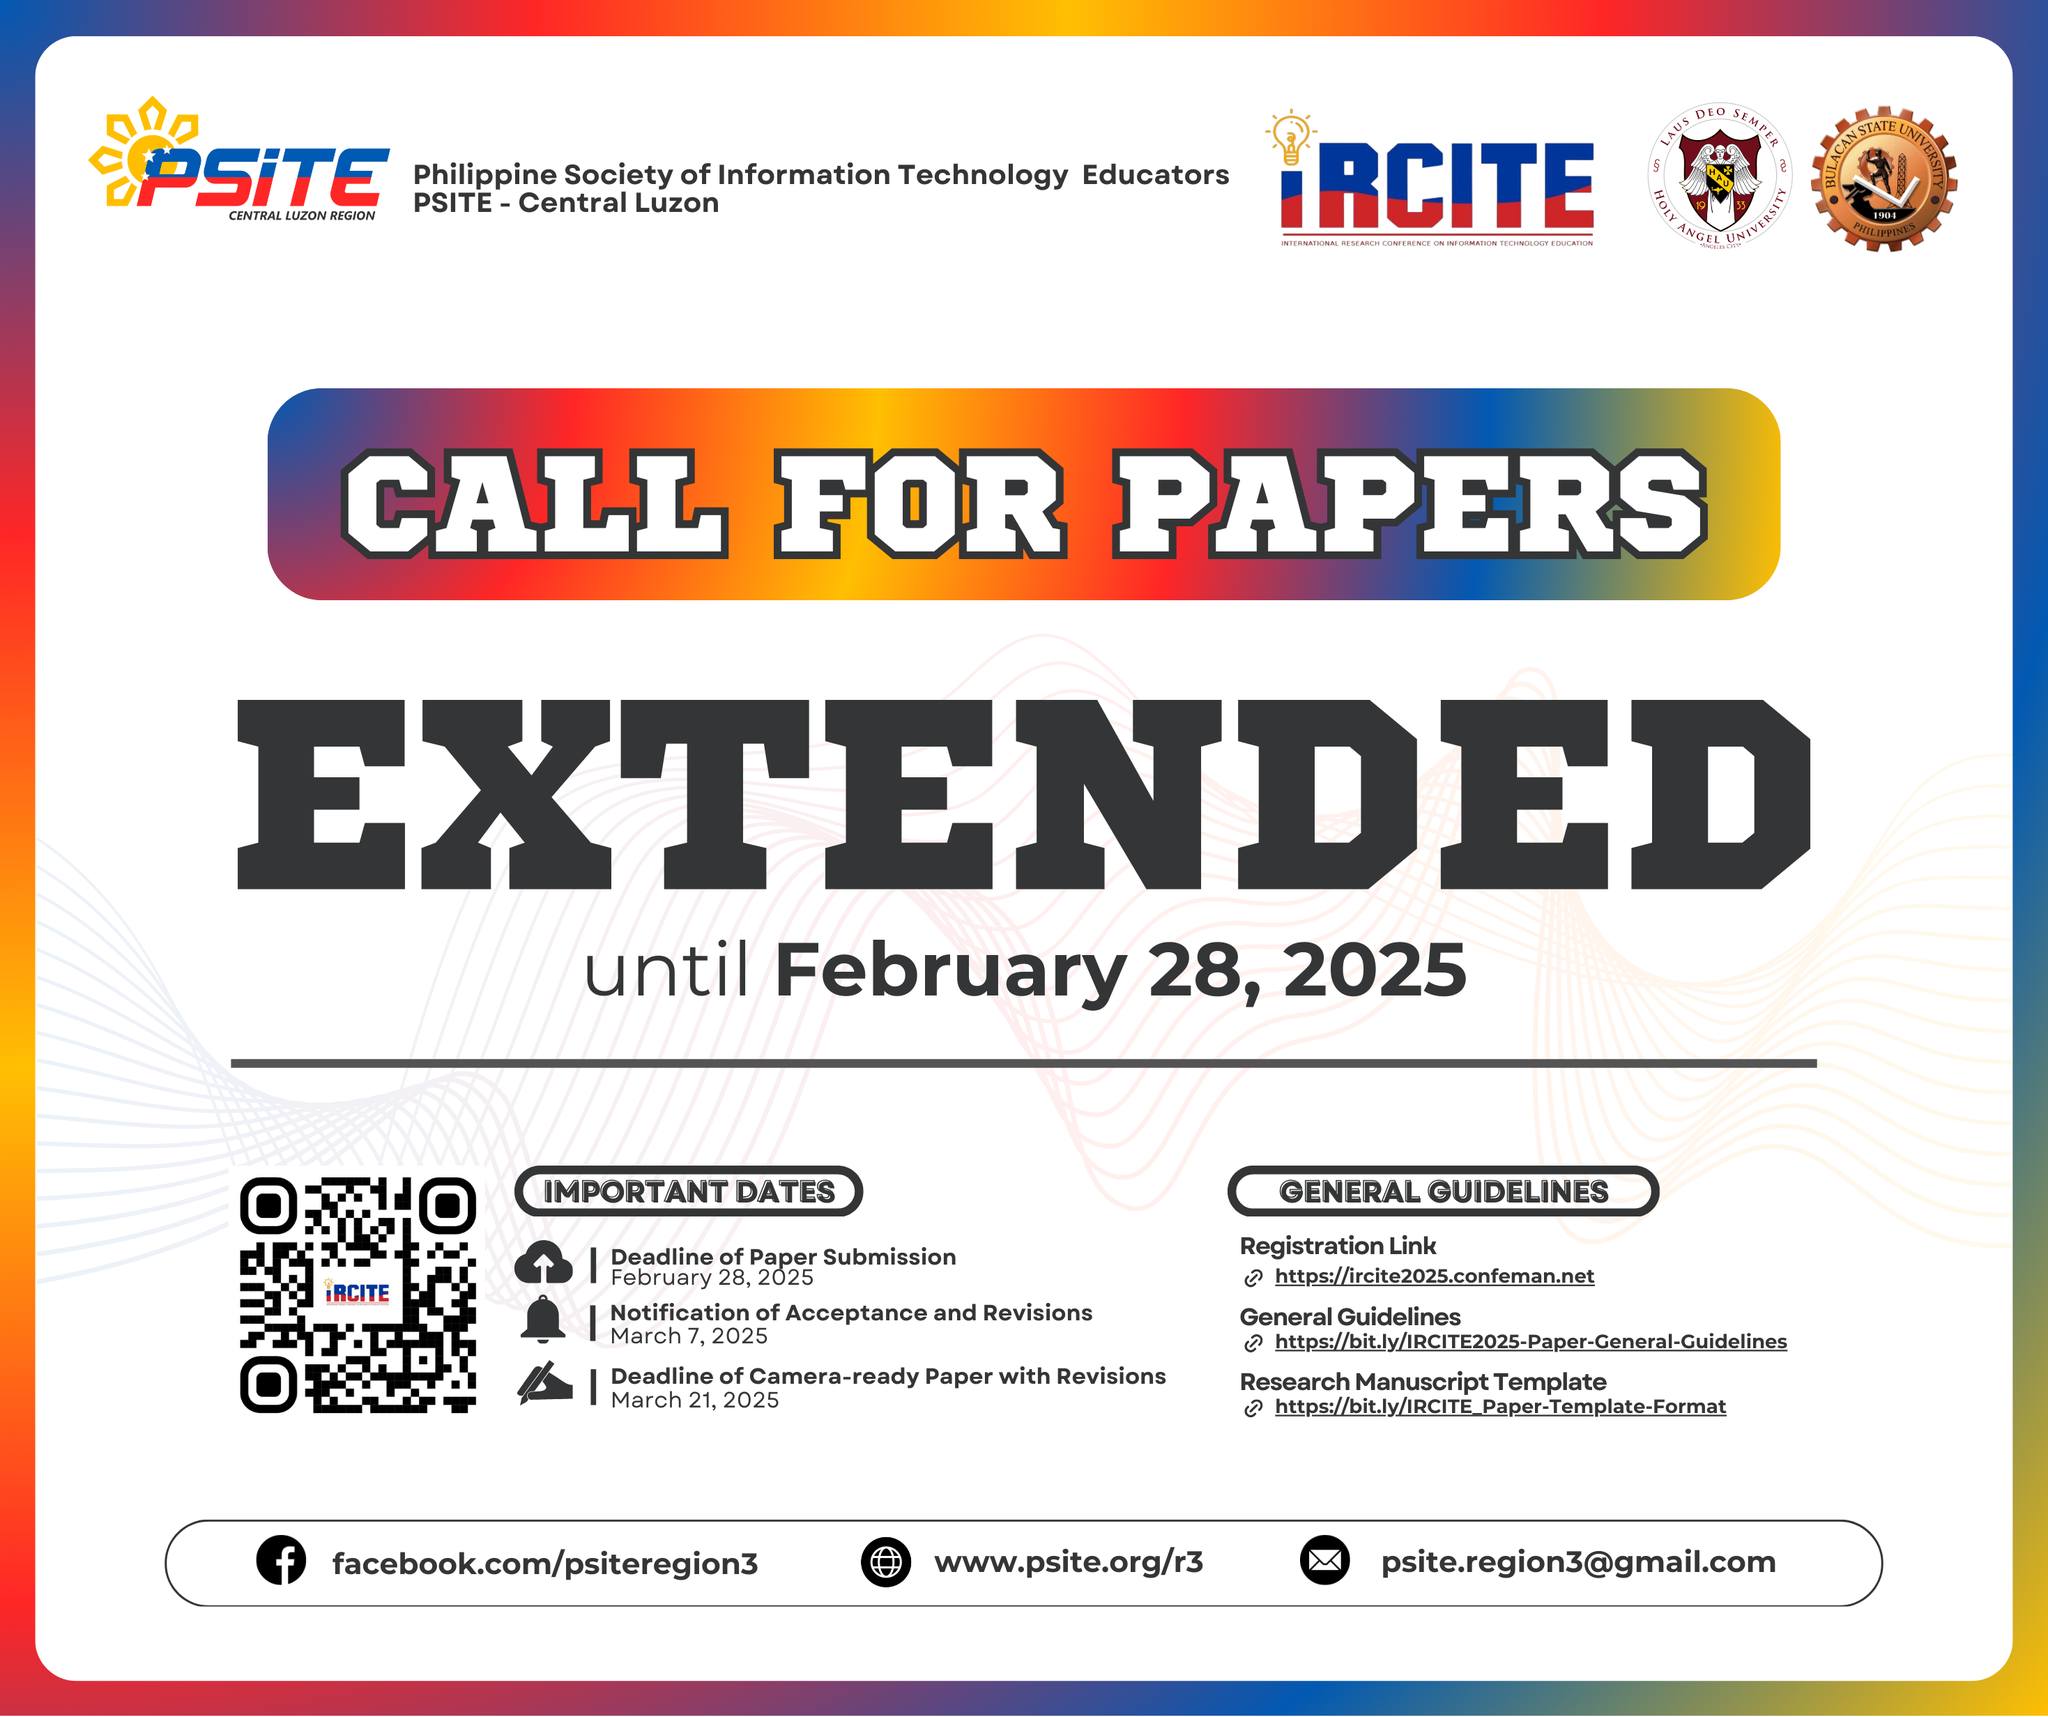 PSiTE
CENTRAL LUZON REGION
Philippine Society of Information Technology Educators
PSITE - Central Luzon
iRCITE
INTERNATIONAL RESEARCH CONFERENCE ON INFORMATION TECHNOLOGY EDUCATION
LAUS DEO SEMPER
HAU
19 33
HOLY ANGEL UNIVERSITY
ANGELES CITY
BULACAN STATE UNIVERSITY
1904
PHILIPPINES
CALL FOR PAPERS
EXTENDED
until February 28, 2025
iRCITE
IMPORTANT DATES
Deadline of Paper Submission
February 28, 2025
Notification of Acceptance and Revisions
March 7, 2025
Deadline of Camera-ready Paper with Revisions
March 21, 2025
GENERAL GUIDELINES
Registration Link
https://ircite2025.confeman.net
General Guidelines
https://bit.ly/IRCITE2025-Paper-General-Guidelines
Research Manuscript Template
https://bit.ly/IRCITE_Paper-Template-Format
facebook.com/psiteregion3
www.psite.org/r3
psite.region3@gmail.com